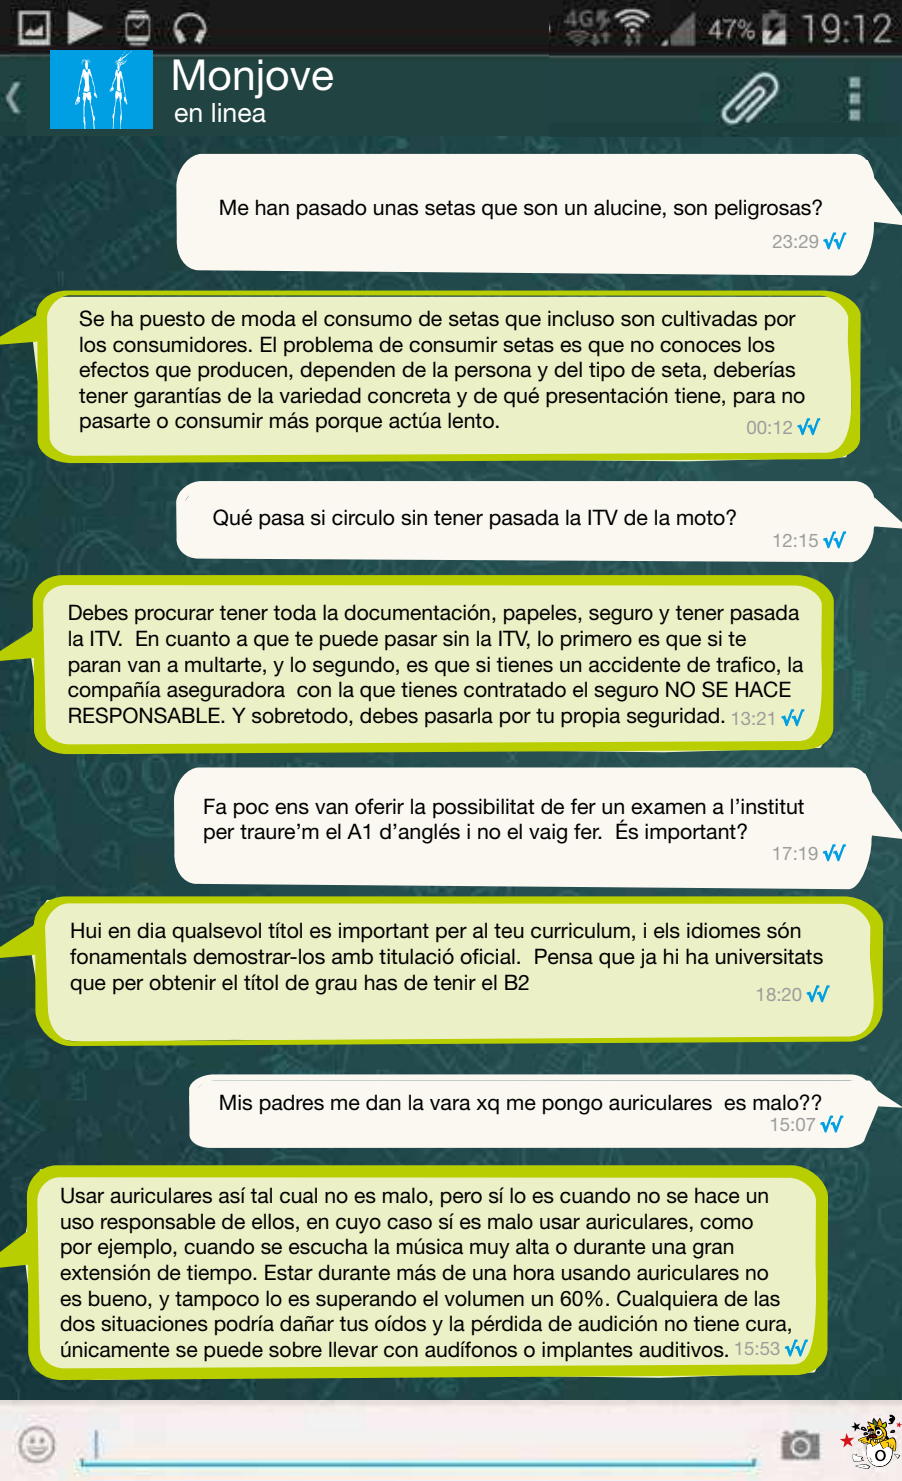 4G 47% 19:12
Monjove
en linea
Me han pasado unas setas que son un alucine, son peligrosas?
23:29
Se ha puesto de moda el consumo de setas que incluso son cultivadas por
los consumidores. El problema de consumir setas es que no conoces los
efectos que producen, dependen de la persona y del tipo de seta, deberías
tener garantías de la variedad concreta y de qué presentación tiene, para no
pasarte o consumir más porque actúa lento.
00:12
Qué pasa si circulo sin tener pasada la ITV de la moto?
12:15
Debes procurar tener toda la documentación, papeles, seguro y tener pasada
la ITV.  En cuanto a que te puede pasar sin la ITV, lo primero es que si te
paran van a multarte, y lo segundo, es que si tienes un accidente de trafico, la
compañía aseguradora  con la que tienes contratado el seguro NO SE HACE
RESPONSABLE. Y sobretodo, debes pasarla por tu propia seguridad. 13:21
Fa poc ens van oferir la possibilitat de fer un examen a l’institut
per traure’m el A1 d’anglés i no el vaig fer.  És important?
17:19
Hui en dia qualsevol títol es important per al teu curriculum, i els idiomes són
fonamentals demostrar-los amb titulació oficial.  Pensa que ja hi ha universitats
que per obtenir el títol de grau has de tenir el B2
18:20
Mis padres me dan la vara xq me pongo auriculares  es malo??
15:07
Usar auriculares así tal cual no es malo, pero sí lo es cuando no se hace un
uso responsable de ellos, en cuyo caso sí es malo usar auriculares, como
por ejemplo, cuando se escucha la música muy alta o durante una gran
extensión de tiempo. Estar durante más de una hora usando auriculares no
es bueno, y tampoco lo es superando el volumen un 60%. Cualquiera de las
dos situaciones podría dañar tus oídos y la pérdida de audición no tiene cura,
únicamente se puede sobre llevar con audífonos o implantes auditivos. 15:53